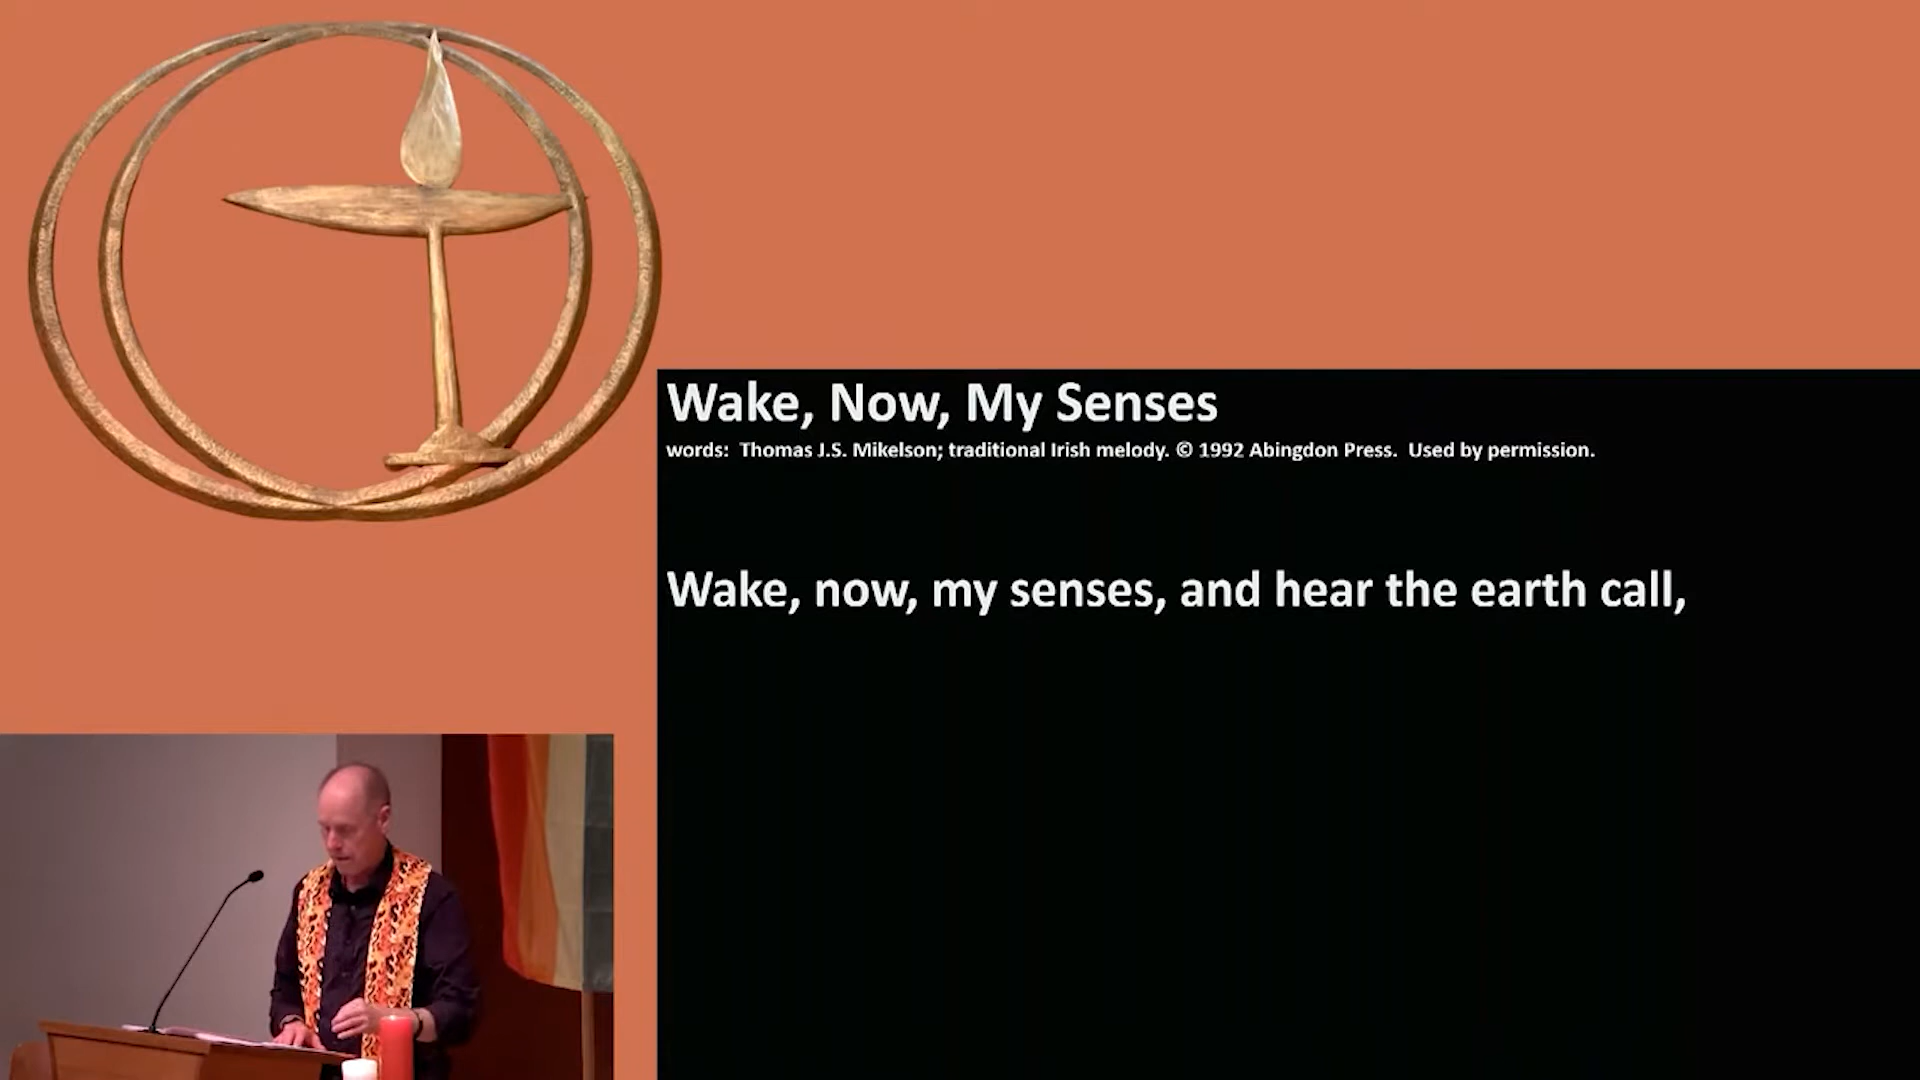 Wake, Now, My Senses
words:  Thomas J.S. Mikelson; traditional Irish melody. © 1992 Abingdon Press.  Used by permission.
Wake, now, my senses, and hear the earth call,